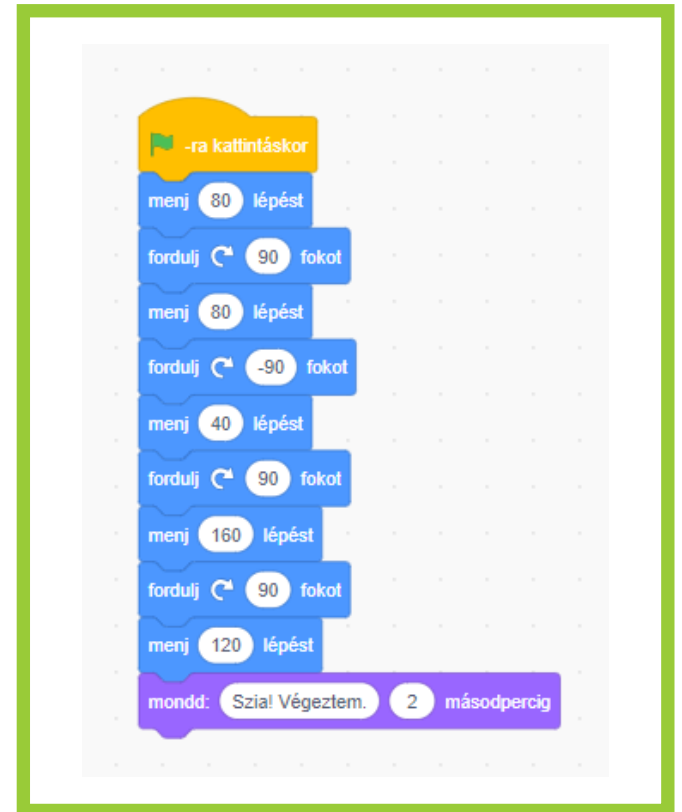 -ra kattintáskor
menj 80 lépést
fordulj 90 fokot
menj 80 lépést
fordulj -90 fokot
menj 40 lépést
fordulj 90 fokot
menj 160 lépést
fordulj 90 fokot
menj 120 lépést
mondd: Szia! Végeztem. 2 másodpercig